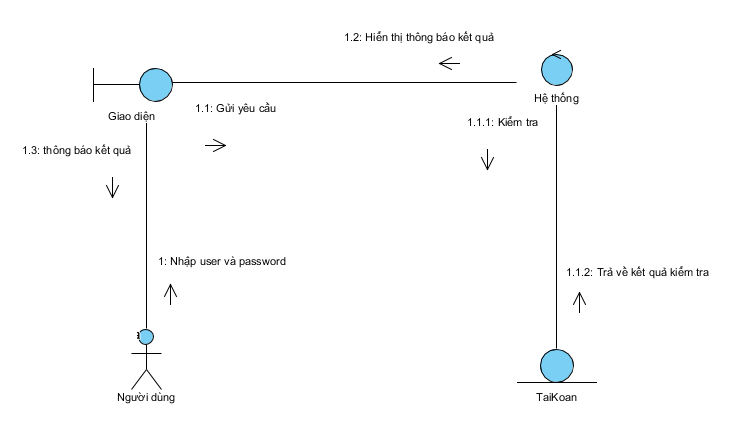 1.2: Hiển thị thông báo kết quả
Hệ thống
Giao diện
1.1: Gửi yêu cầu
1.1.1: Kiểm tra
1.3: thông báo kết quả
1: Nhập user và password
1.1.2: Trả về kết quả kiểm tra
Người dùng
TaiKoan